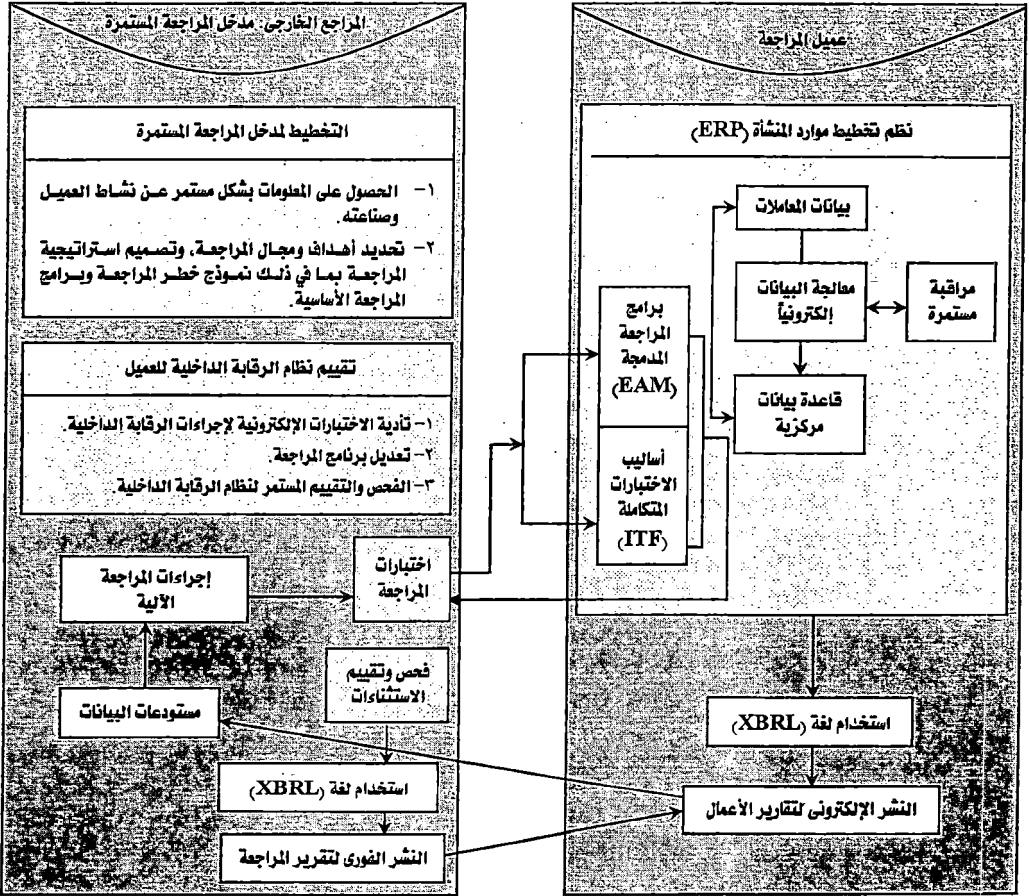 عميل المراجعة
نظم تخطيط موارد المنشأة (ERP)
بيانات المعاملات
معالجة البيانات
إلكترونياً
مراقبة
مستمرة
قاعدة بيانات
مركزية
برامج
المراجعة
المدمجة
(EAM)
أساليب
الاختبارات
المتكاملة
(ITF)
استخدام لغة (XBRL)
النشر الإلكترونى لتقارير الأعمال
المراجع الخارجى. مدخل المراجعة المستمرة
التخطيط لمدخل المراجعة المستمرة
١- الحصول على المعلومات بشكل مستمر عن نشاط العميل
وصناعته.
٢- تحديد أهداف ومجال المراجعة، وتصميم استراتيجية
المراجعة بما في ذلك نموذج خطر المراجعة وبرامج
المراجعة الأساسية.
تقييم نظام الرقابة الداخلية للعميل
١- تأدية الاختبارات الإلكترونية لإجراءات الرقابة الداخلية.
٢- تعديل برنامج المراجعة.
٣- الفحص والتقييم المستمر لنظام الرقابة الداخلية.
اختبارات
المراجعة
إجراءات المراجعة
الآلية
فحص وتقييم
الاستثناءات
مستودعات البيانات
استخدام لغة (XBRL)
النشر الفورى لتقرير المراجعة